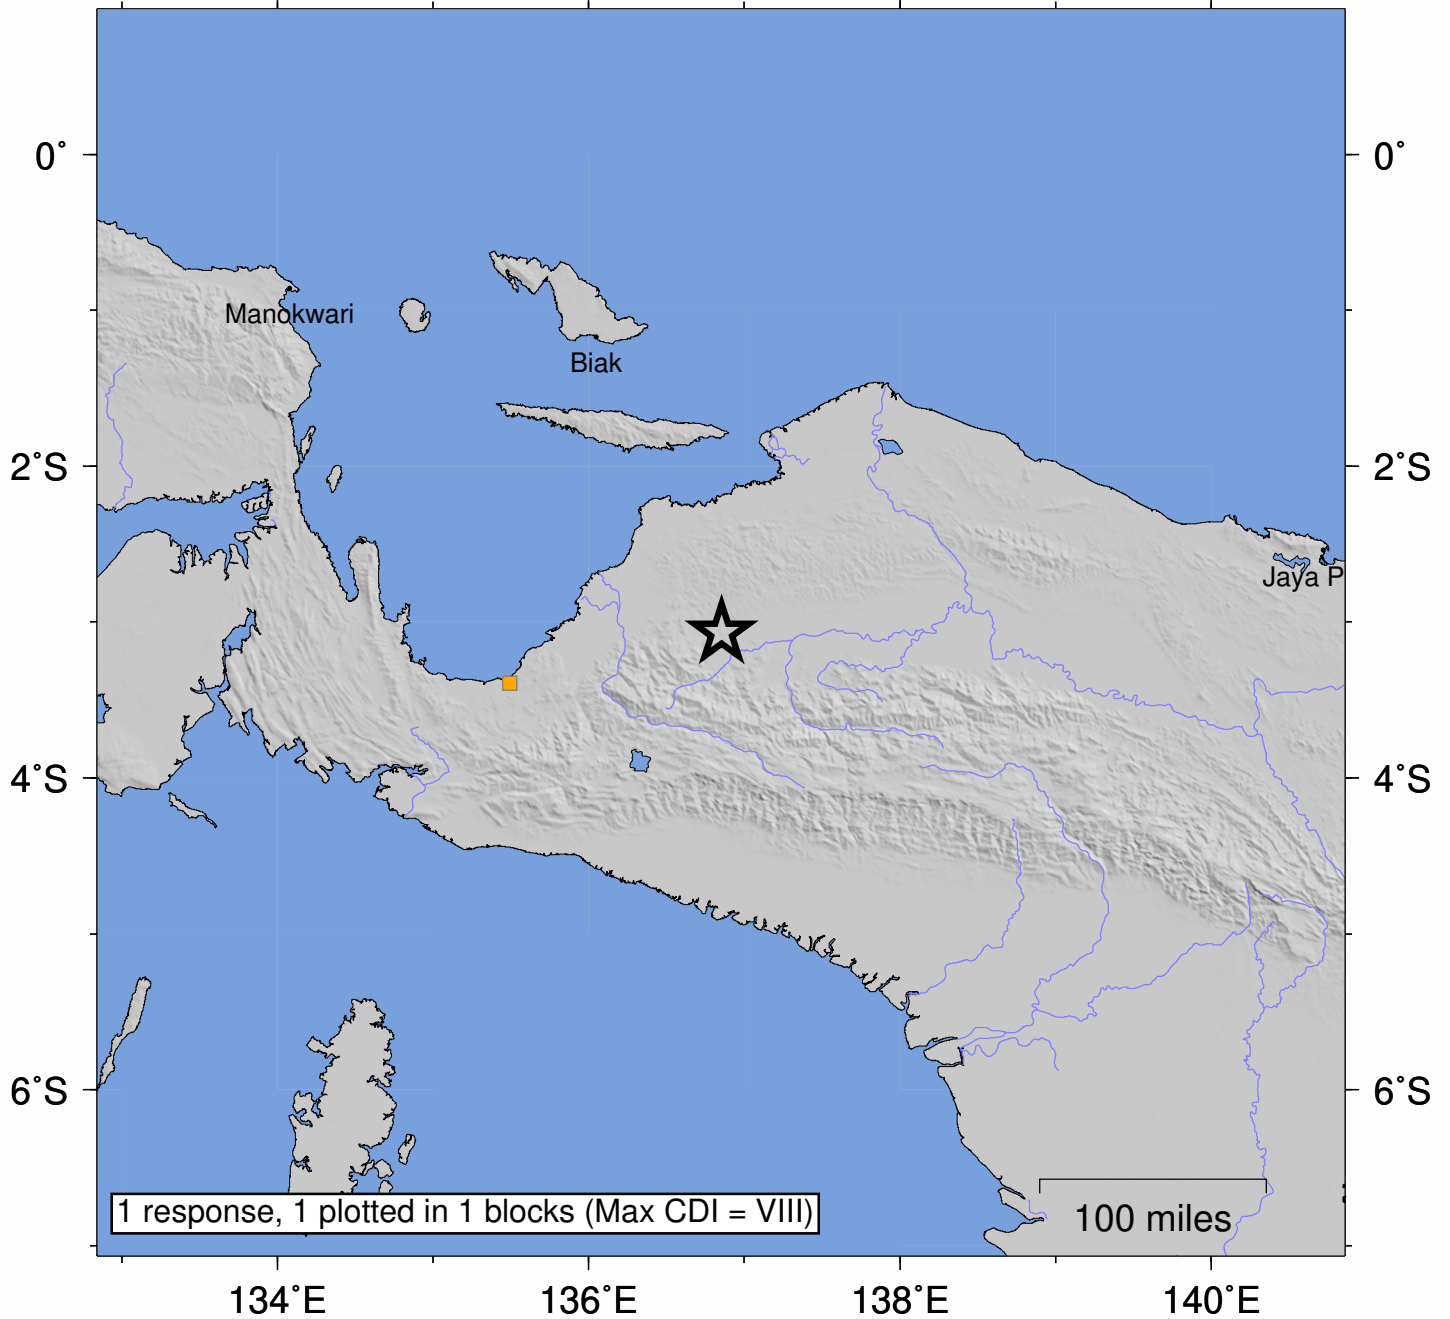 0˚
0˚
Manokwari
Biak
2˚S
2˚S
Jaya P
4˚S
4˚S
6˚S
6˚S
1 response, 1 plotted in 1 blocks (Max CDI = VIII)
100 miles
134˚E
136˚E
138˚E
140˚E